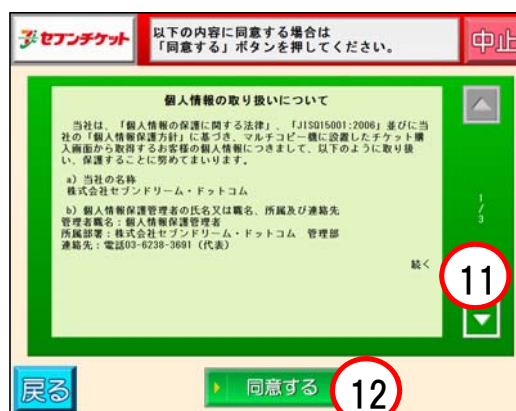 セブンチケット
以下の内容に同意する場合は
「同意する」ボタンを押してください。
中止
個人情報の取り扱いについて
当社は、「個人情報の保護に関する法律」、「JISQ15001:2006」並びに当
社の「個人情報保護方針」に基づき、マルチコピー機に設置したチケット購
入画面から取得するお客様の個人情報につきまして、以下のように取り扱
い、保護することに努めてまいります。
a) 当社の名称
株式会社セブンドリーム・ドットコム
b) 個人情報保護管理者の氏名又は職名、所属及び連絡先
管理者職名:個人情報保護管理者
所属部署:株式会社セブンドリーム・ドットコム 管理部
連絡先:電話03-6238-3691(代表)
続く
1/3
11
戻る
同意する
12